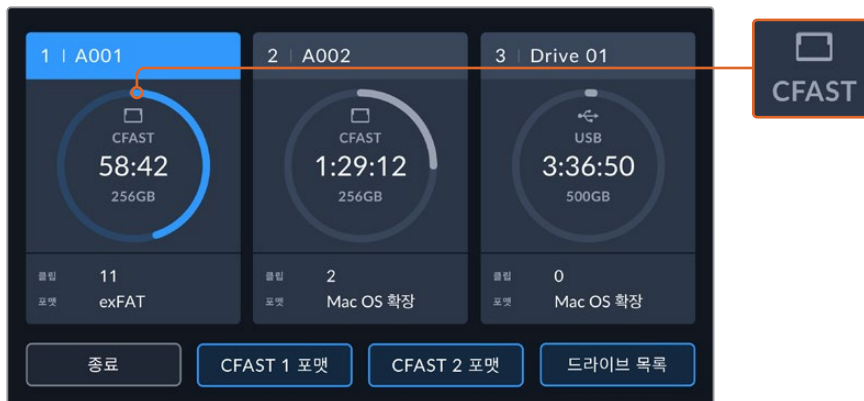 1 | A001
CFAST
58:42
256GB
클립 11
포맷 exFAT
2 | A002
CFAST
1:29:12
256GB
클립 2
포맷 Mac OS 확장
3 | Drive 01
USB
3:36:50
500GB
클립 0
포맷 Mac OS 확장
종료
CFAST 1 포맷
CFAST 2 포맷
드라이브 목록
CFAST